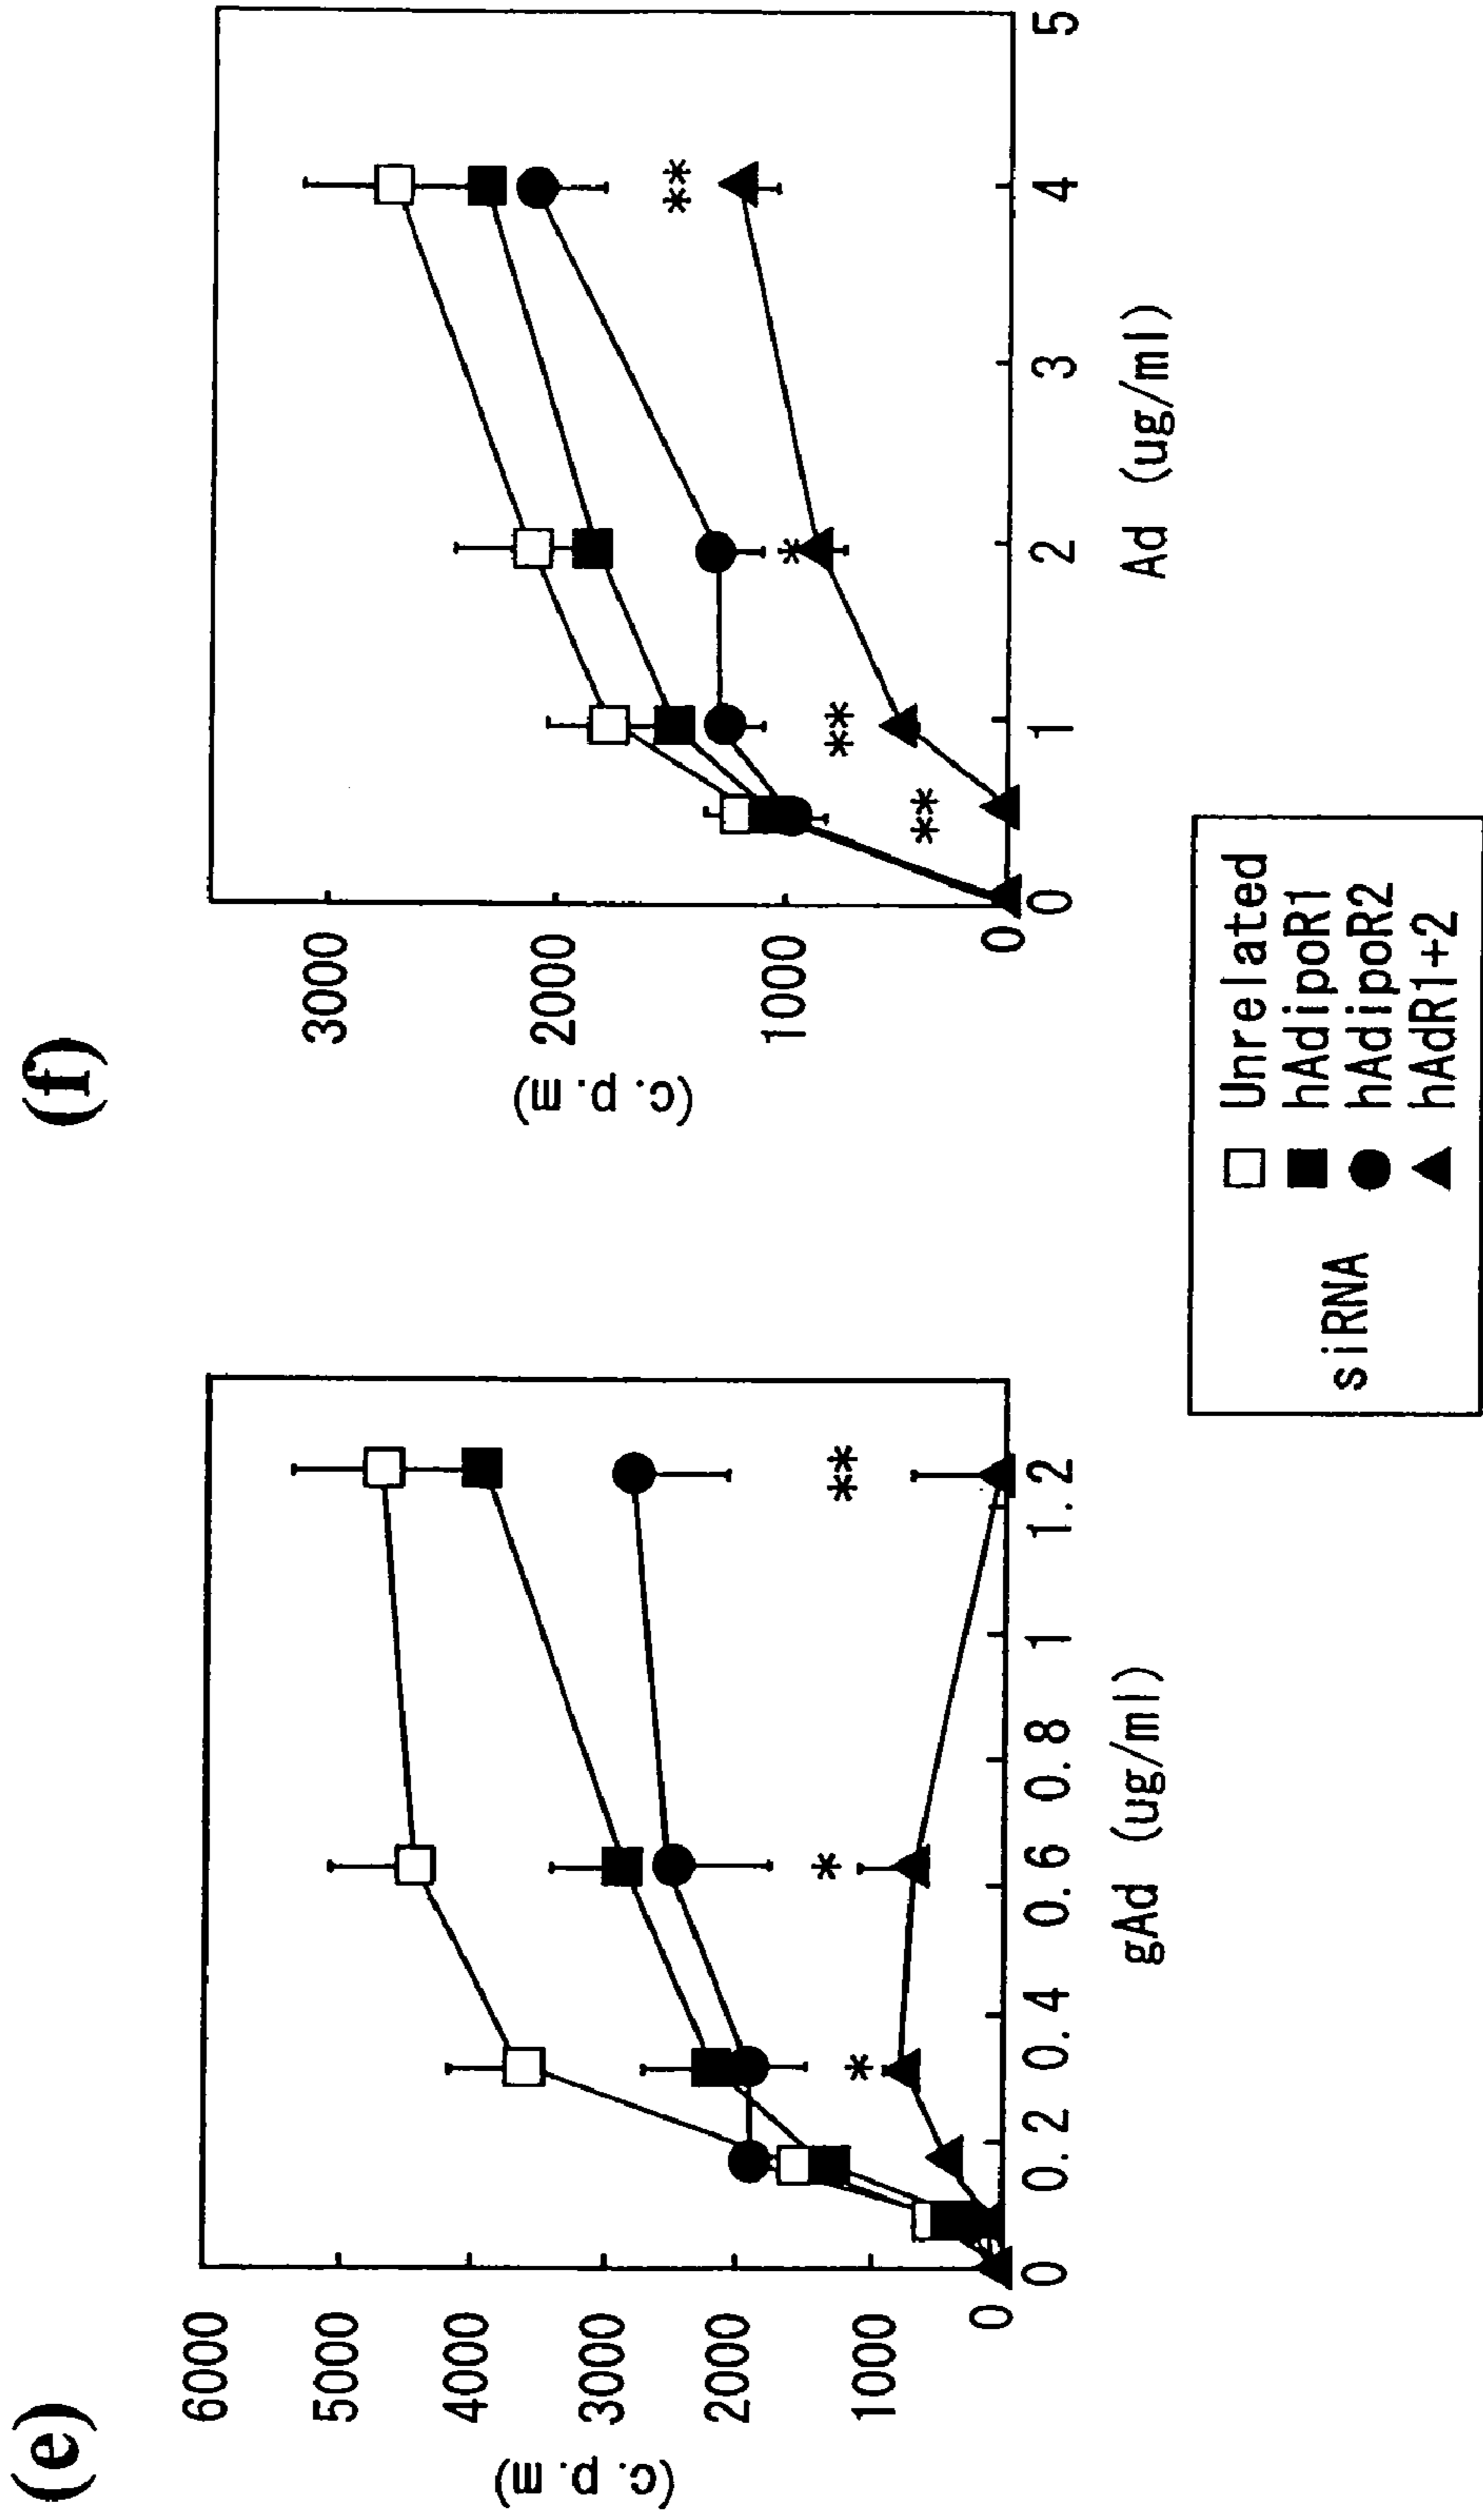 (e)
(c.p.m)
6000
5000
4000
3000
2000
1000
0
* * **
0 0.2 0.4 0.6 0.8 1 1.2
gAd (ug/ml)
(f)
(c.p.m)
3000
2000
1000
0
** ** * **
0 1 2 3 4 5
Ad (ug/ml)
siRNA
Unrelated
hAdipoR1
hAdipoR2
hAdR1+2